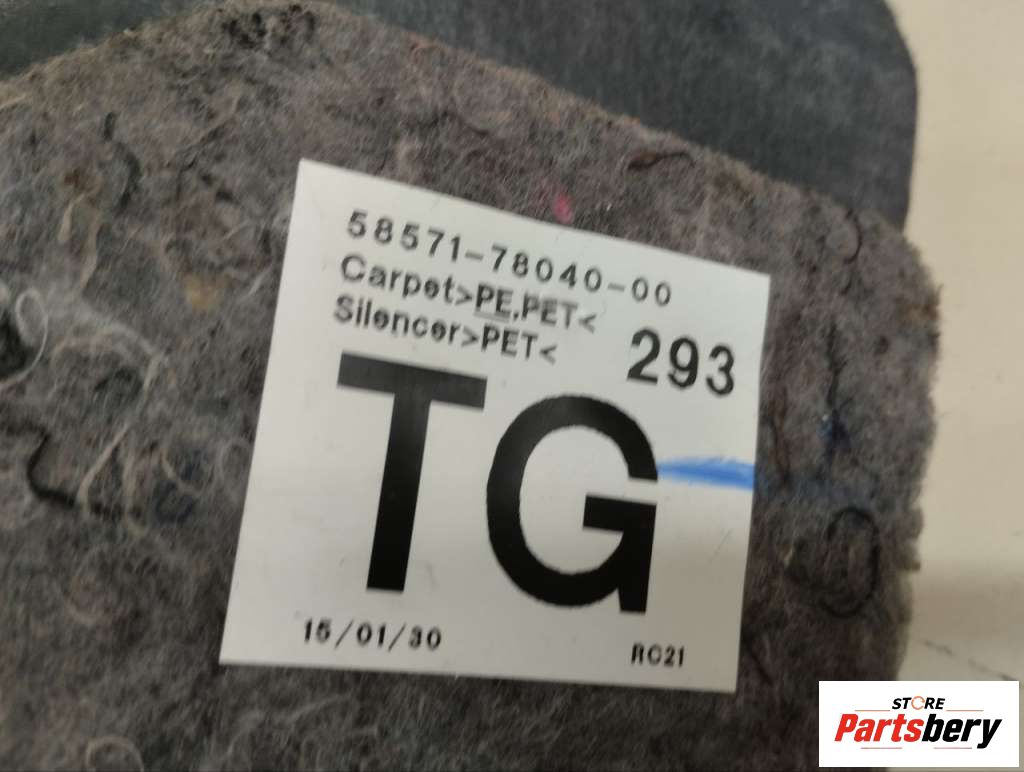 58571-78040-00
Carpet>PE,PET<
Silencer>PET<
293
TG
15/01/30
RC21
STORE
Partsbery